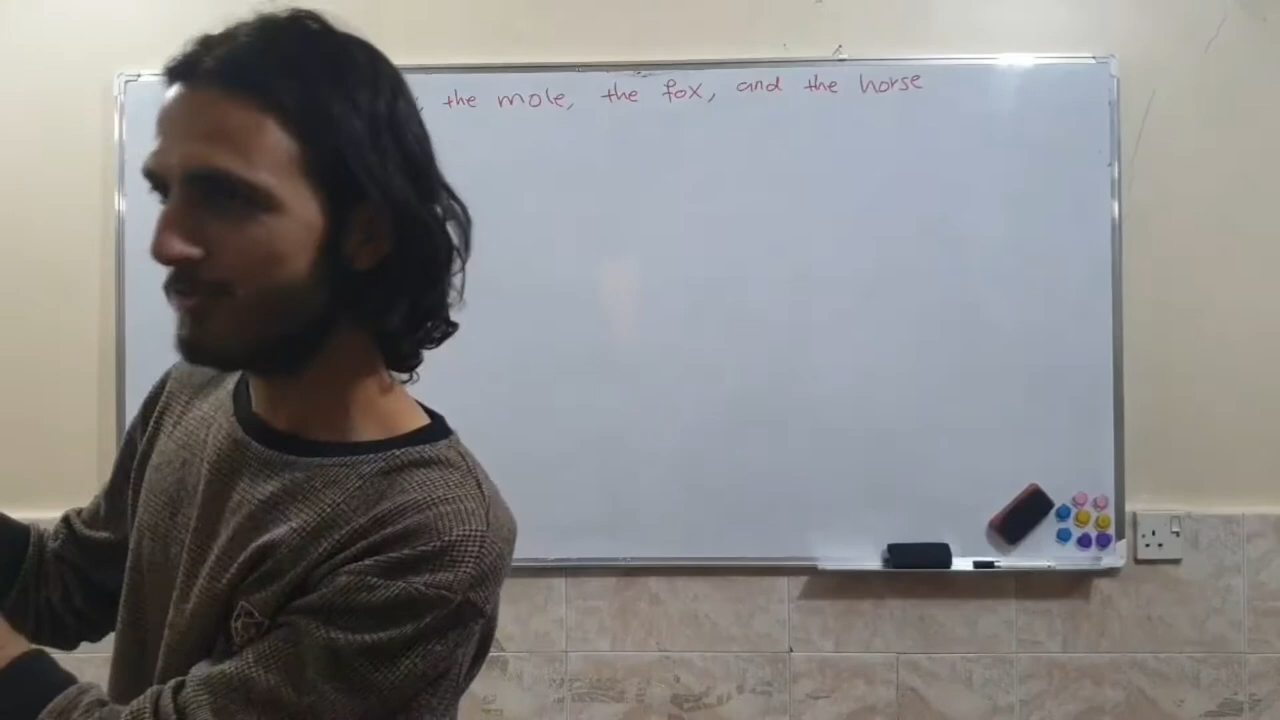 , the mole, the fox, and the horse